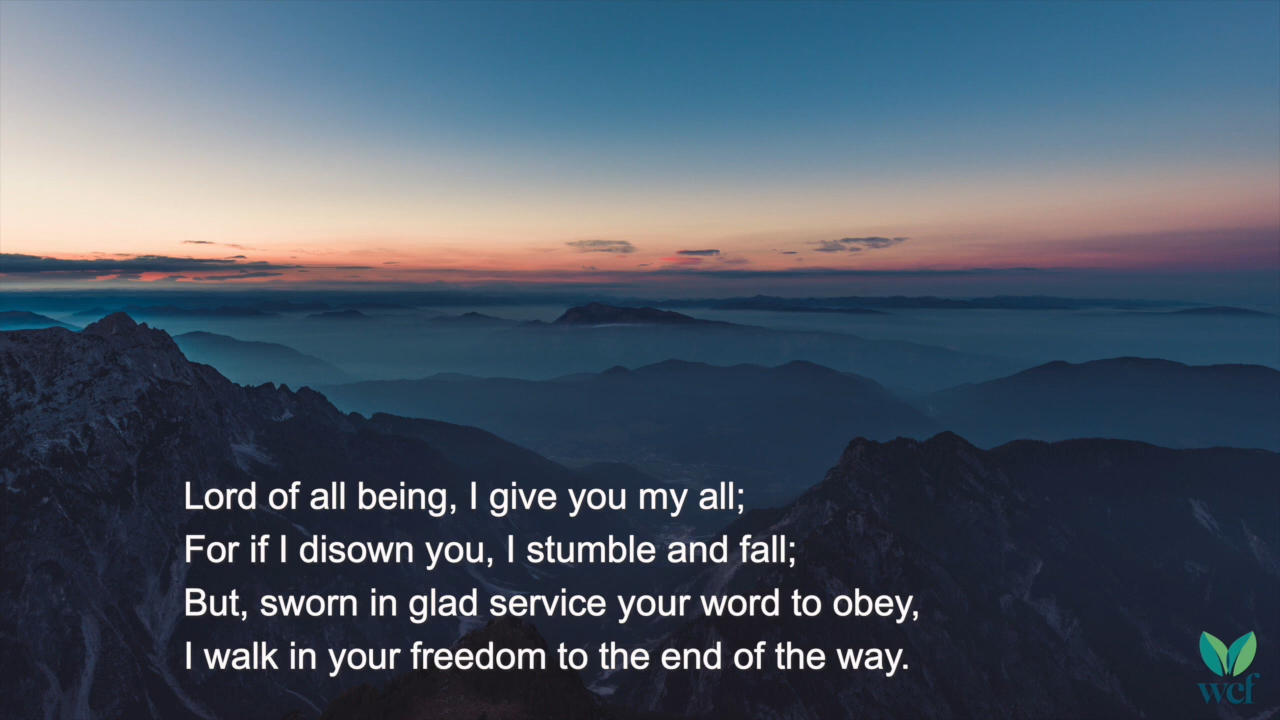 Lord of all being, I give you my all;
For if I disown you, I stumble and fall;
But, sworn in glad service your word to obey,
I walk in your freedom to the end of the way.
wcf